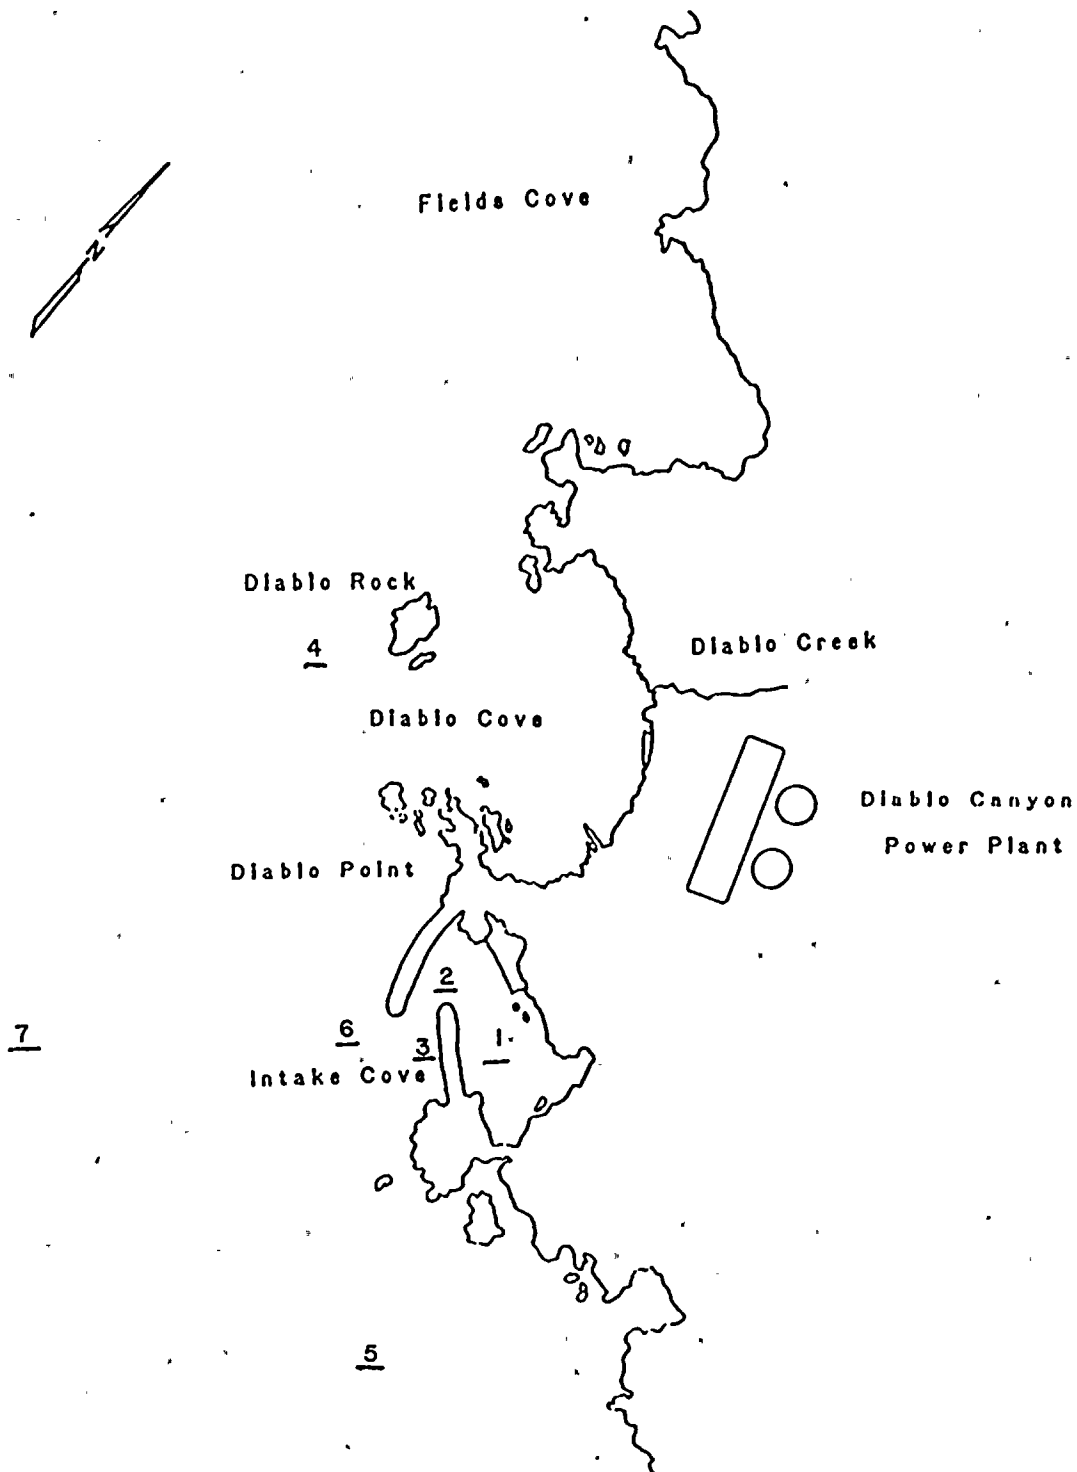 Fields Cove
N
Diablo Rock
4
Diablo Creek
Diablo Cove
Diablo Canyon
Power Plant
Diablo Point
2
7
6
3
1
Intake Cove
5